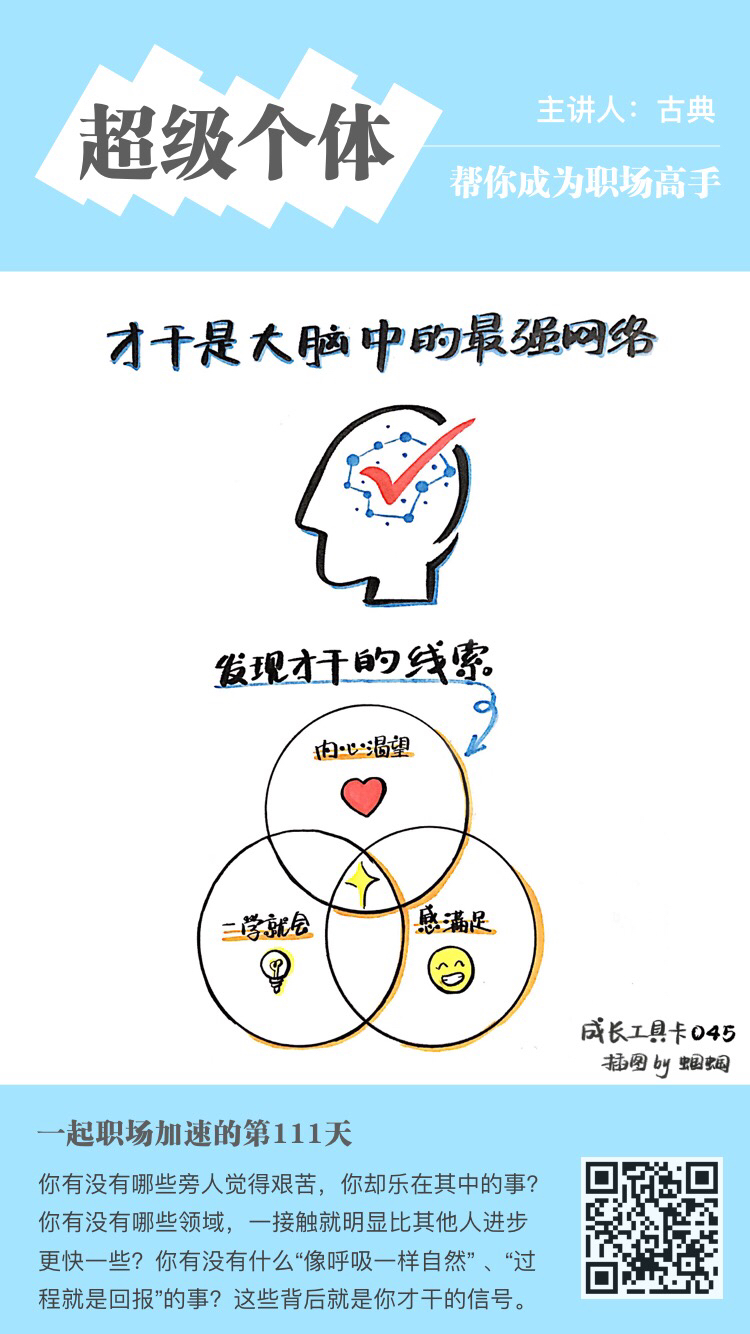 超级个体
主讲人：古典
帮你成为职场高手
才干是大脑中的最强网络
发现才干的线索
内心渴望
一学就会
感满足
成长工具卡045
插图by 蝈蝈
一起职场加速的第111天
你有没有哪些旁人觉得艰苦，你却乐在其中的事？
你有没有哪些领域，一接触就明显比其他人进步
更快一些？你有没有什么“像呼吸一样自然”、“过
程就是回报”的事？这些背后就是你才干的信号。